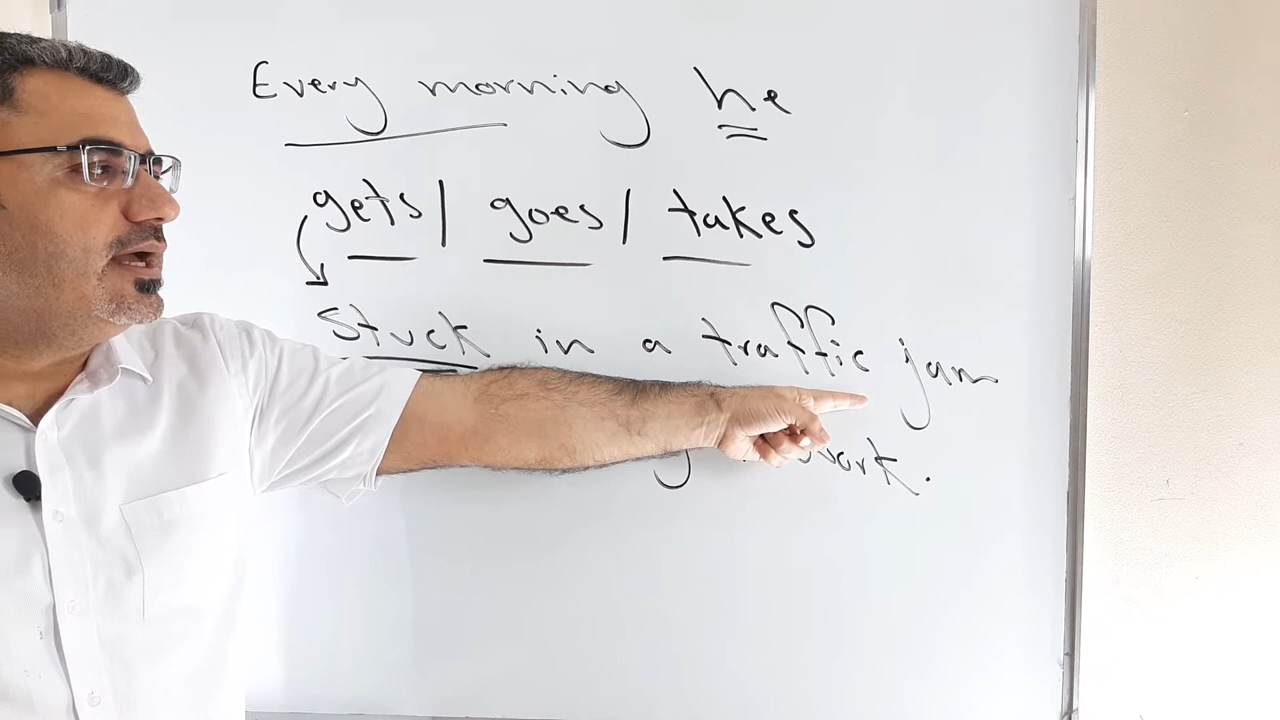 Every morning he
gets/ goes/ takes
stuck in a traffic jam
work.